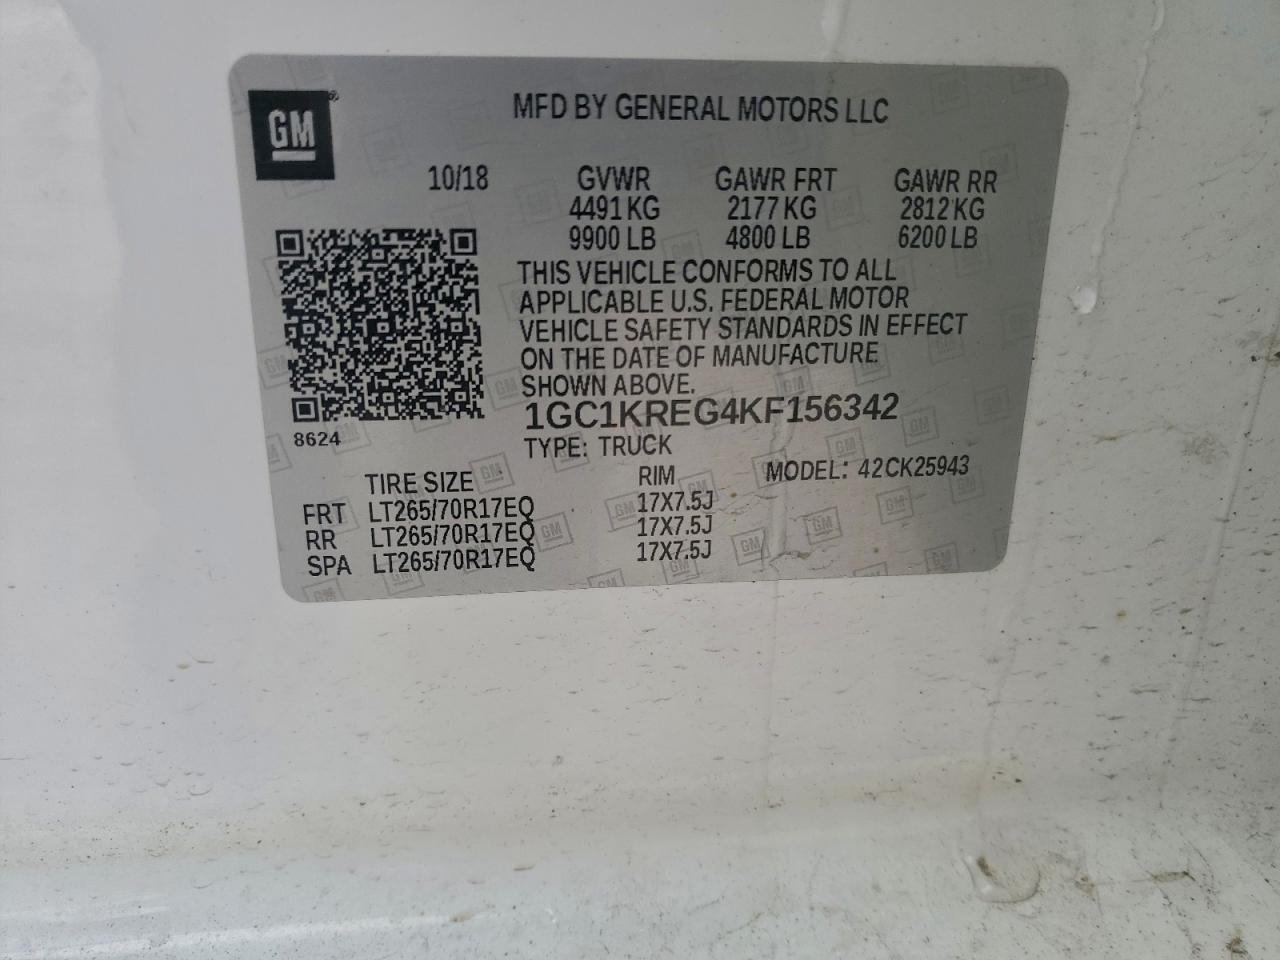 GM
MFD BY GENERAL MOTORS LLC
10/18 GVWR GAWR FRT GAWR RR
4491 KG 2177 KG 2812 KG
9900 LB 4800 LB 6200 LB
THIS VEHICLE CONFORMS TO ALL
APPLICABLE U.S. FEDERAL MOTOR
VEHICLE SAFETY STANDARDS IN EFFECT
ON THE DATE OF MANUFACTURE
SHOWN ABOVE.
1GC1KREG4KF156342
8624
TYPE: TRUCK MODEL: 42CK25943
TIRE SIZE RIM
FRT LT265/70R17EQ 17X7.5J
RR LT265/70R17EQ 17X7.5J
SPA LT265/70R17EQ 17X7.5J